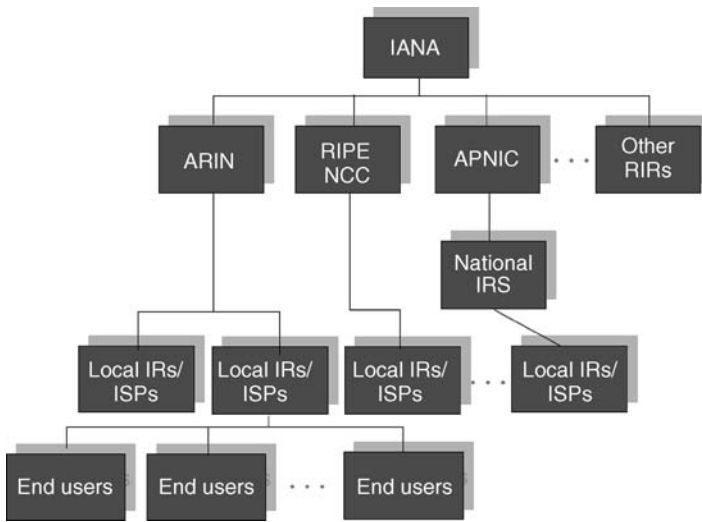 IANA
ARIN
RIPE
NCC
APNIC
Other
RIRs
National
IRS
Local IRs/
ISPs
Local IRs/
ISPs
Local IRs/
ISPs
Local IRs/
ISPs
End users
End users
End users